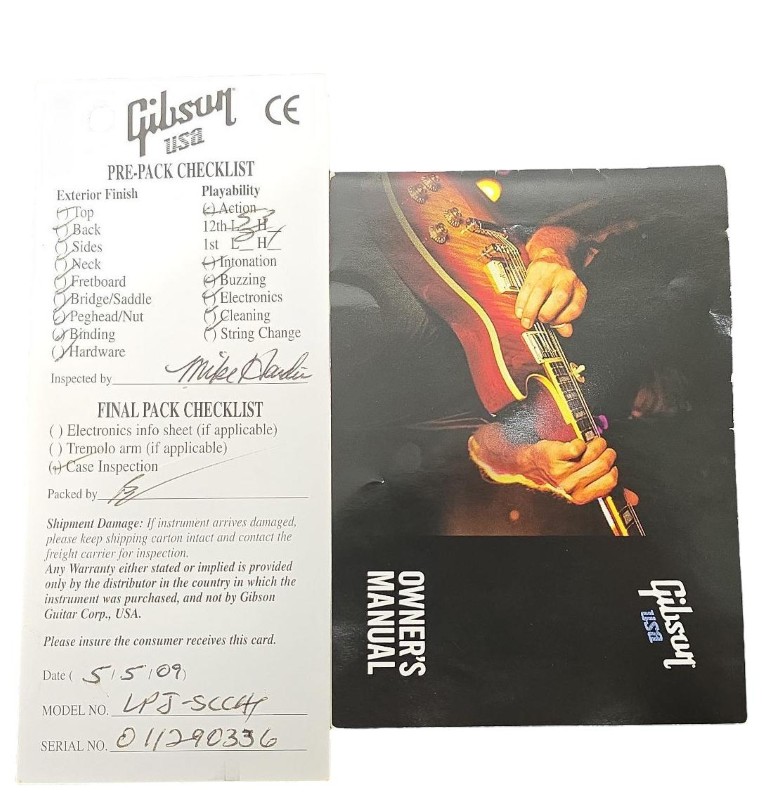 Gibson
USA
CE
PRE-PACK CHECKLIST
Exterior Finish
(✓) Top
(✓) Back
(✓) Sides
(✓) Neck
(✓) Fretboard
(✓) Bridge/Saddle
(✓) Peghead/Nut
(✓) Binding
(✓) Hardware
Playability
(✓) Action
12th L H
1st L H
(✓) Intonation
(✓) Buzzing
(✓) Electronics
(✓) Cleaning
( ) String Change
Inspected by Mike Hardin
FINAL PACK CHECKLIST
( ) Electronics info sheet (if applicable)
( ) Tremolo arm (if applicable)
(✓) Case Inspection
Packed by
Shipment Damage: If instrument arrives damaged,
please keep shipping carton intact and contact the
freight carrier for inspection.
Any Warranty either stated or implied is provided
only by the distributor in the country in which the
instrument was purchased, and not by Gibson
Guitar Corp., USA.
Please insure the consumer receives this card.
Date ( 5/5/09)
MODEL NO. LPJ-SCCH1
SERIAL NO. 011290336
OWNER'S
MANUAL
Gibson
USA